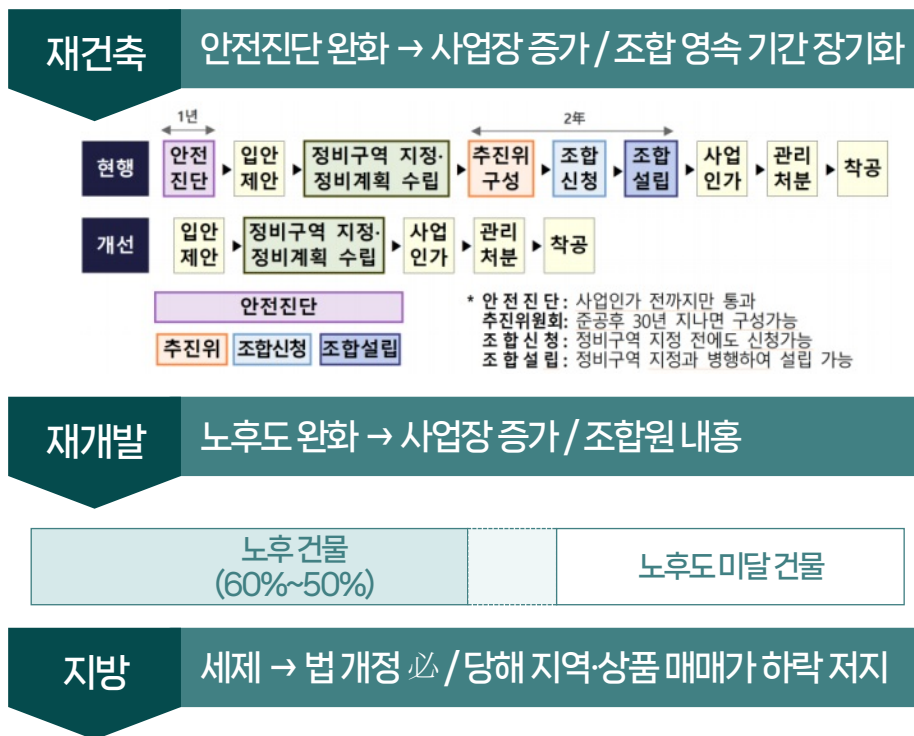 재건축
안전진단 완화 → 사업장 증가 / 조합 영속 기간 장기화
1년
2年
현행
안전
진단
입안
제안
정비구역 지정·
정비계획 수립
추진위
구성
조합
신청
조합
설립
사업
인가
관리
처분
착공
개선
입안
제안
정비구역 지정·
정비계획 수립
사업
인가
관리
처분
착공
안전진단
추진위
조합신청
조합설립
* 안 전 진 단 : 사업인가 전까지만 통과
추진위원회: 준공후 30년 지나면 구성가능
조 합 신 청 : 정비구역 지정 전에도 신청가능
조 합 설 립 : 정비구역 지정과 병행하여 설립 가능
재개발
노후도 완화 → 사업장 증가 / 조합원 내홍
노후 건물
(60%~50%)
노후도 미달 건물
지방
세제 → 법 개정 必 / 당해 지역·상품 매매가 하락 저지